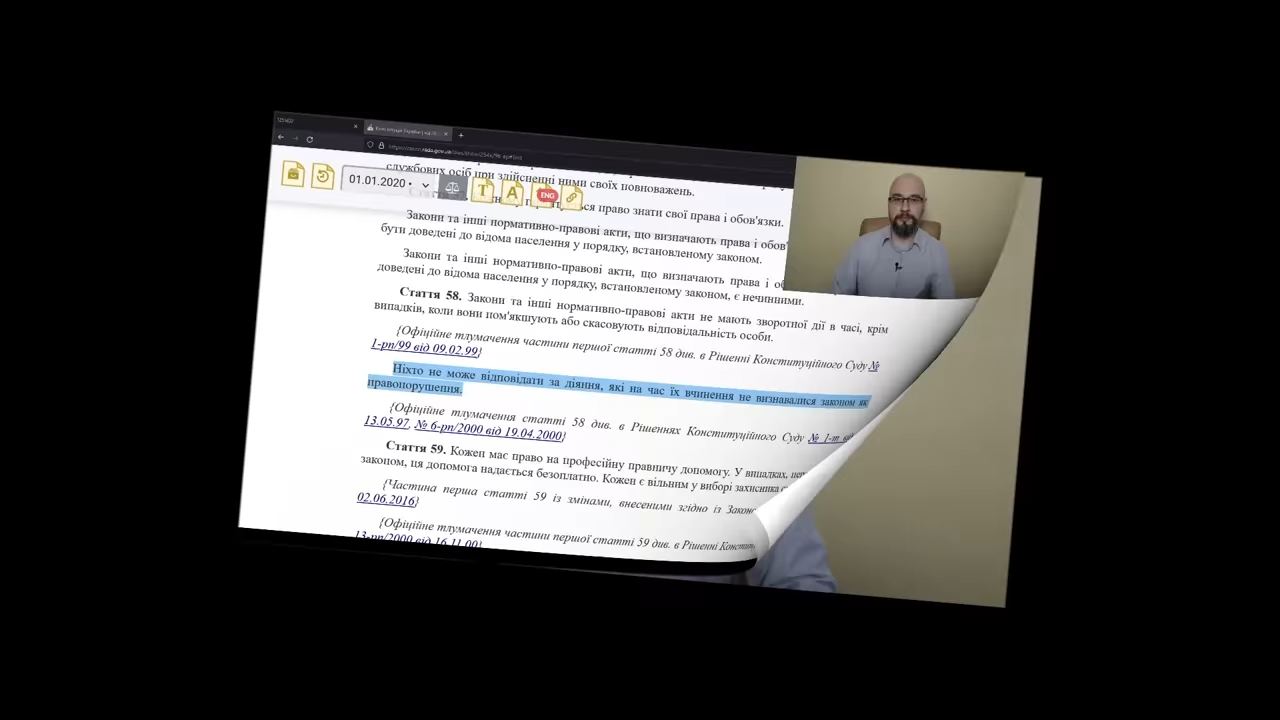 службових осіб при здійсненні ними своїх повноважень.
01.01.2020
T
A
ENG
ся право знати свої права і обов'язки.
Закони та інші нормативно-правові акти, що визначають права і обов'
бути доведені до відома населення у порядку, встановленому законом.
Закони та інші нормативно-правові акти, що визначають права і
доведені до відома населення у порядку, встановленому законом, є нечинними.
Стаття 58. Закони та інші нормативно-правові акти не мають зворотної дії в часі, крім
випадків, коли вони пом'якшують або скасовують відповідальність особи.
{Офіційне тлумачення частини першої статті 58 див. в Рішенні Конституційного Суду №
1-рп/99 від 09.02.99}
Ніхто не може відповідати за діяння, які на час їх вчинення не визнавалися законом як
правопорушення.
{Офіційне тлумачення статті 58 див. в Рішеннях Конституційного Суду
13.05.97, № 6-рп/2000 від 19.04.2000}
Стаття 59. Кожен має право на професійну правничу допомогу. У випадках,
законом, ця допомога надається безоплатно. Кожен є вільним у виборі захисника
{Частина перша статті 59 із змінами, внесеними згідно із
02.06.2016}
{Офіційне тлумачення частини першої статті 59 див. в Рішенні
13-рп/2000 від 16.11.00}